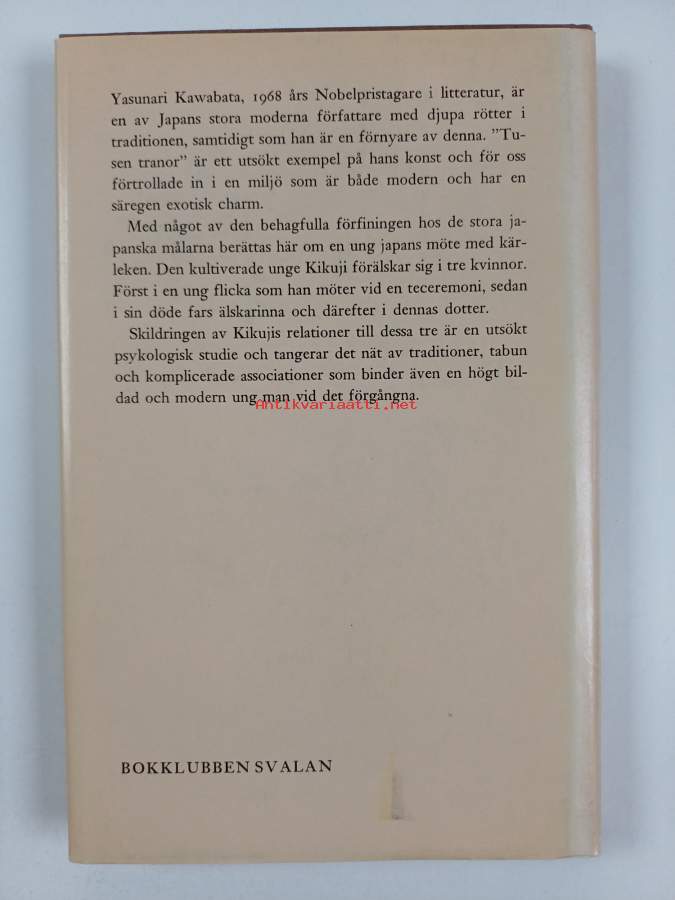 Yasunari Kawabata, 1968 års Nobelpristagare i litteratur, är
en av Japans stora moderna författare med djupa rötter i
traditionen, samtidigt som han är en förnyare av denna. ”Tu-
sen tranor” är ett utsökt exempel på hans konst och för oss
förtrollade in i en miljö som är både modern och har en
säregen exotisk charm.
Med något av den behagfulla förfiningen hos de stora ja-
panska målarna berättas här om en ung japans möte med kär-
leken. Den kultiverade unge Kikuji förälskar sig i tre kvinnor.
Först i en ung flicka som han möter vid en teceremoni, sedan
i sin döde fars älskarinna och därefter i dennas dotter.
Skildringen av Kikujis relationer till dessa tre är en utsökt
psykologisk studie och tangerar det nät av traditioner, tabun
och komplicerade associationer som binder även en högt bil-
dad och modern ung man vid det förgångna.
Antikvariaatti.net
BOKKLUBBEN SVALAN